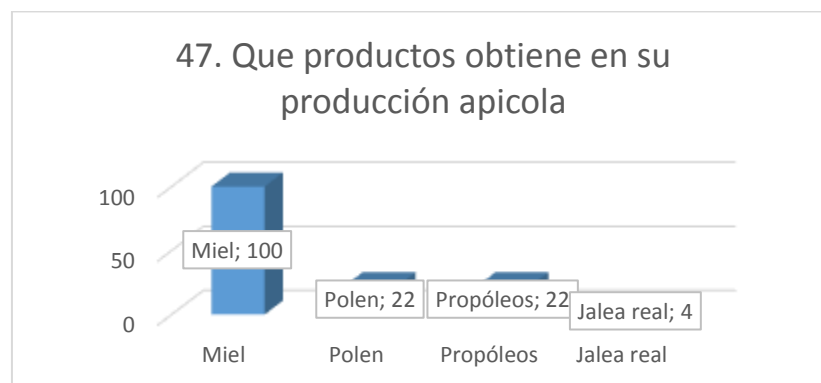 47. Que productos obtiene en su
producción apicola
100
50
0
Miel; 100
Polen; 22
Propóleos; 22
Jalea real; 4
Miel
Polen
Propóleos
Jalea real